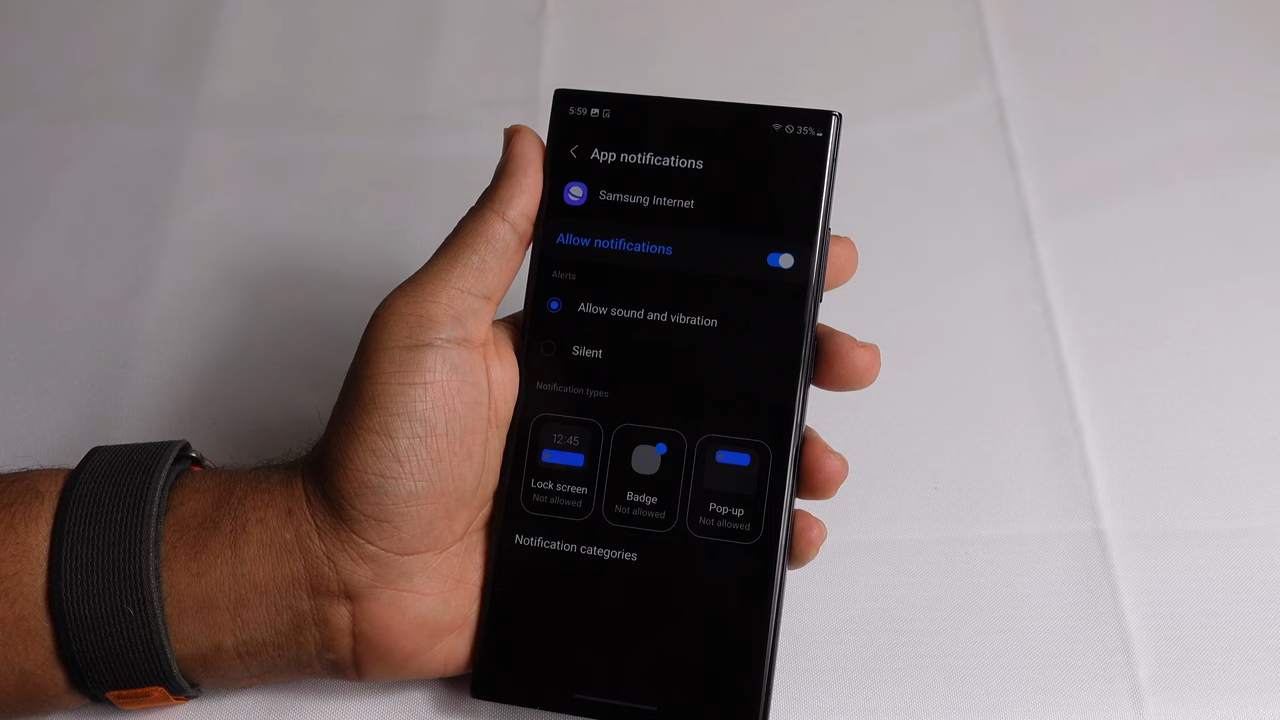 5:59
35%
App notifications
Samsung Internet
Allow notifications
Alerts
Allow sound and vibration
Silent
Notification types
12:45
Lock screen
Not allowed
Badge
Not allowed
Pop-up
Not allowed
Notification categories